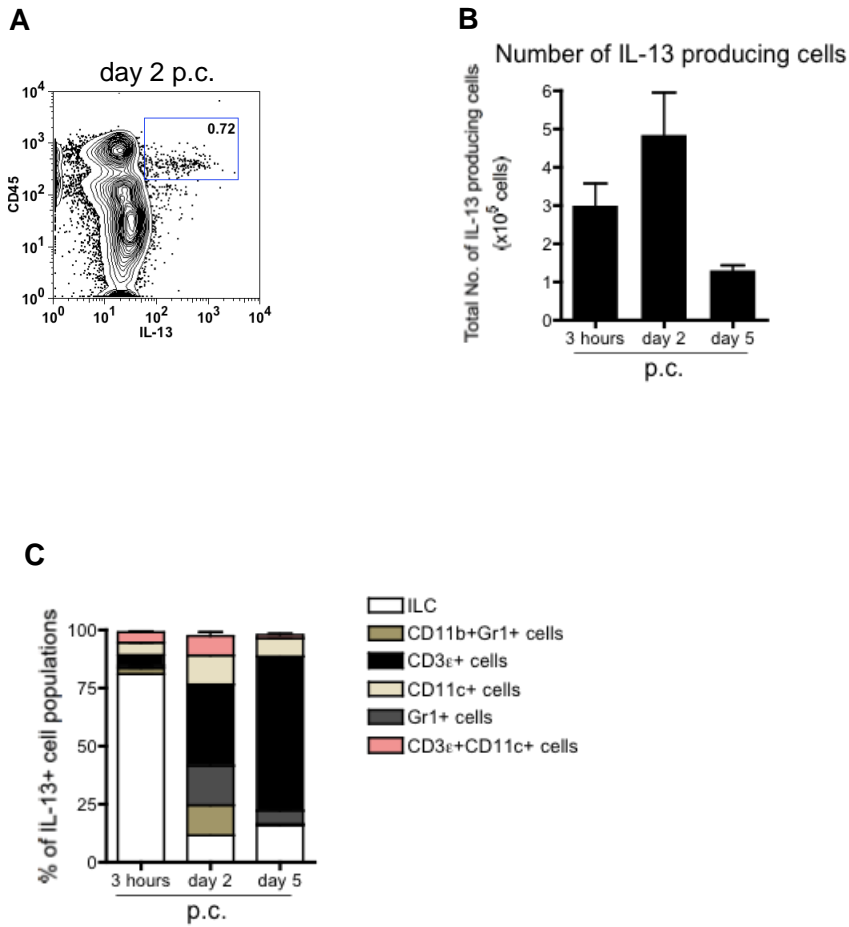 A
day 2 p.c.
10⁴
10³
10²
10¹
10⁰
CD45
0.72
10⁰ 10¹ 10² 10³ 10⁴
IL-13
B
Number of IL-13 producing cells
Total No. of IL-13 producing cells
(x10⁵ cells)
6
5
4
3
2
1
0
3 hours day 2 day 5
p.c.
C
% of IL-13+ cell populations
100
75
50
25
0
3 hours day 2 day 5
p.c.
ILC
CD11b+Gr1+ cells
CD3ε+ cells
CD11c+ cells
Gr1+ cells
CD3ε+CD11c+ cells